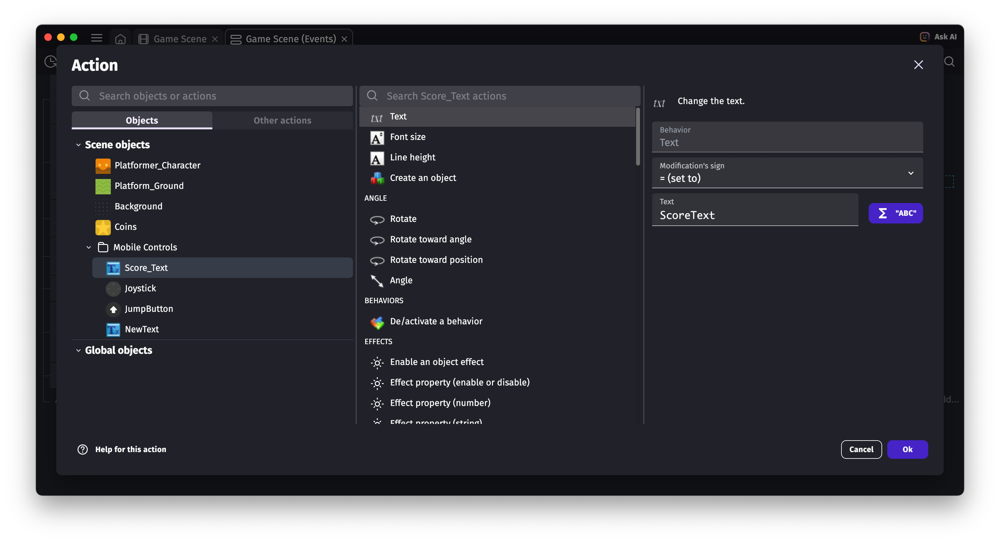 Game Scene
Game Scene (Events)
Ask AI
Action
Search objects or actions
Objects
Other actions
Scene objects
Platformer_Character
Platform_Ground
Background
Coins
Mobile Controls
Score_Text
Joystick
JumpButton
NewText
Global objects
Search Score_Text actions
txt Text
Font size
Line height
Create an object
ANGLE
Rotate
Rotate toward angle
Rotate toward position
Angle
BEHAVIORS
De/activate a behavior
EFFECTS
Enable an object effect
Effect property (enable or disable)
Effect property (number)
Effect property (string)
txt Change the text.
Behavior
Text
Modification's sign
= (set to)
Text
ScoreText
Σ "ABC"
Help for this action
Cancel
Ok